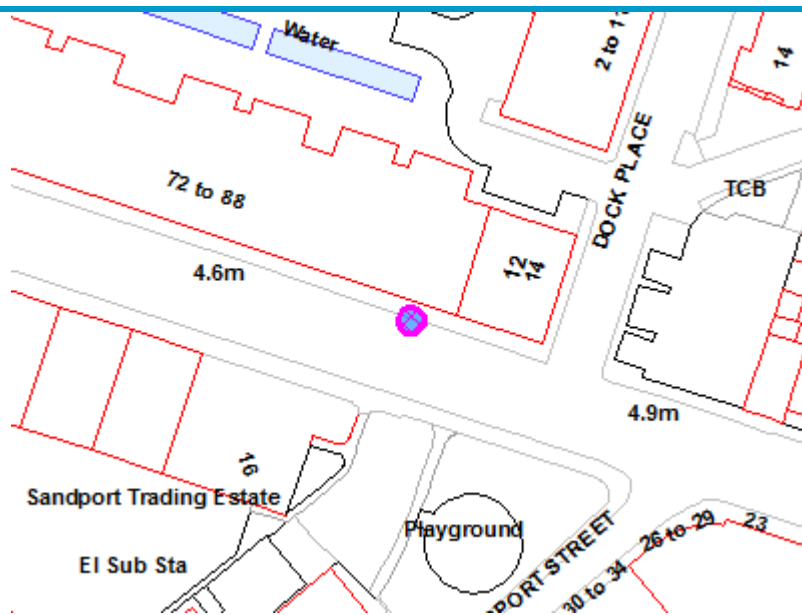 Water
2 to 17
14
72 to 88
DOCK PLACE
TCB
12
14
4.6m
4.9m
16
Sandport Trading Estate
Playground
El Sub Sta
PORT STREET
26 to 29
23
30 to 34